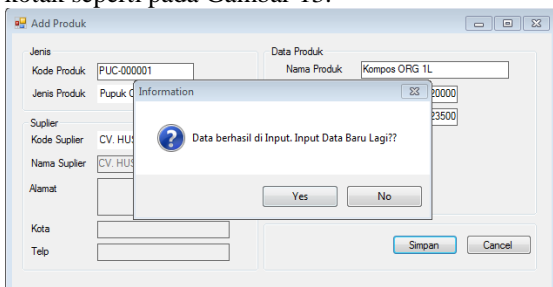 kotak seperti pada Gambar 13.
Add Produk
Jenis
Kode Produk PUC-000001
Jenis Produk Pupuk
Data Produk
Nama Produk Kompos ORG 1L
20000
23500
Information
Data berhasil di Input. Input Data Baru Lagi??
Yes No
Suplier
Kode Suplier CV.
Nama Suplier CV.
Alamat
Kota
Telp
Simpan Cancel